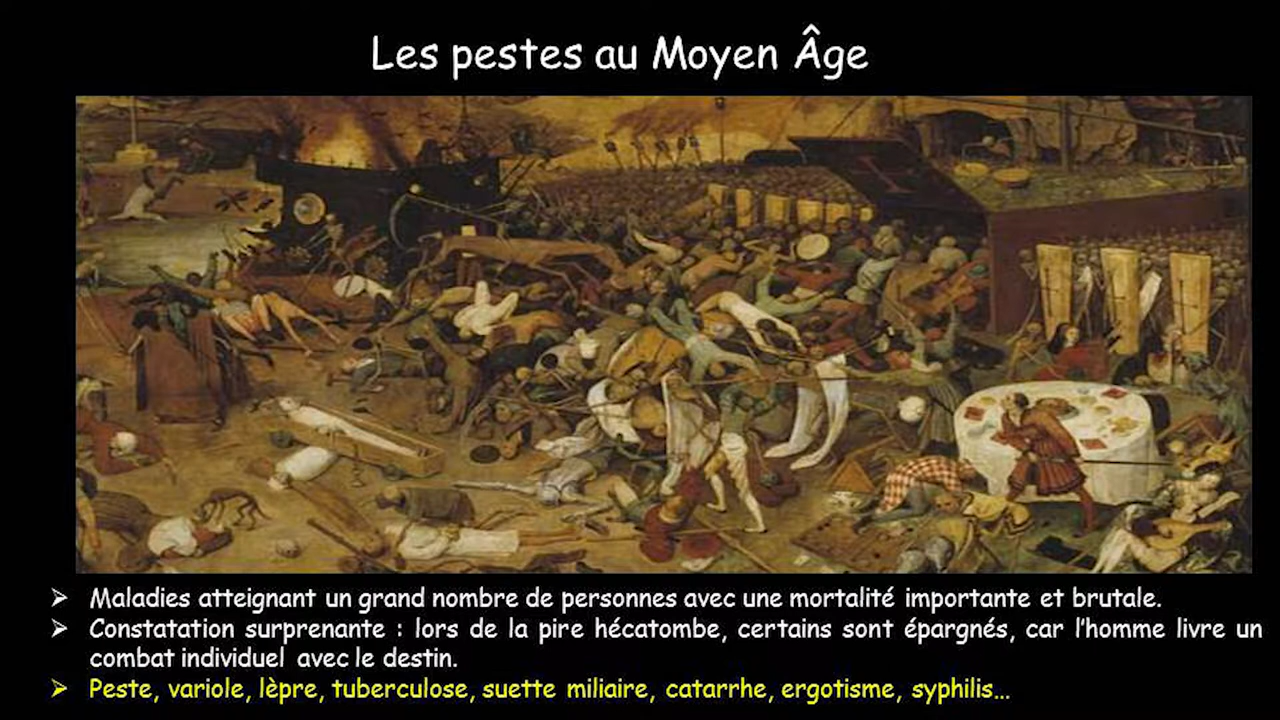 Les pestes au Moyen Âge
➢ Maladies atteignant un grand nombre de personnes avec une mortalité importante et brutale.
➢ Constatation surprenante : lors de la pire hécatombe, certains sont épargnés, car l'homme livre un
combat individuel avec le destin.
➢ Peste, variole, lèpre, tuberculose, suette miliaire, catarrhe, ergotisme, syphilis...